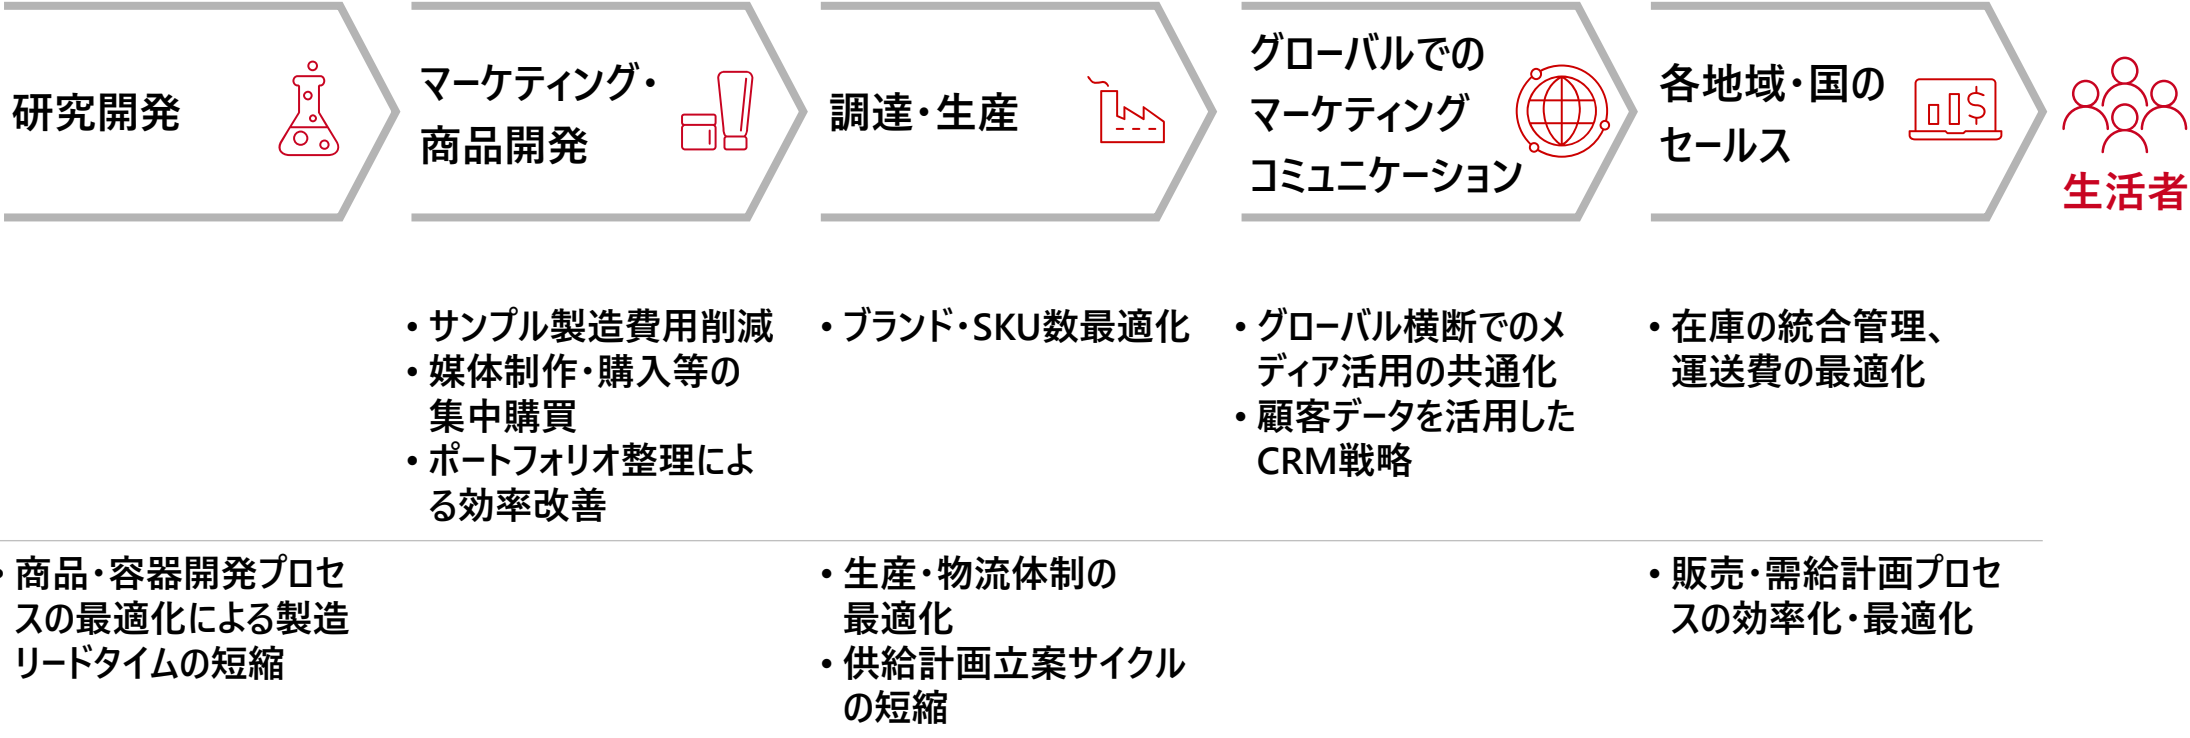 研究開発
マーケティング・
商品開発
調達・生産
グローバルでの
マーケティング
コミュニケーション
各地域・国の
セールス
生活者
• サンプル製造費用削減
• 媒体制作・購入等の
集中購買
• ポートフォリオ整理によ
る効率改善
• ブランド・SKU数最適化
• グローバル横断でのメ
ディア活用の共通化
• 顧客データを活用した
CRM戦略
• 在庫の統合管理、
運送費の最適化
• 商品・容器開発プロセ
スの最適化による製造
リードタイムの短縮
• 生産・物流体制の
最適化
• 供給計画立案サイクル
の短縮
• 販売・需給計画プロセ
スの効率化・最適化